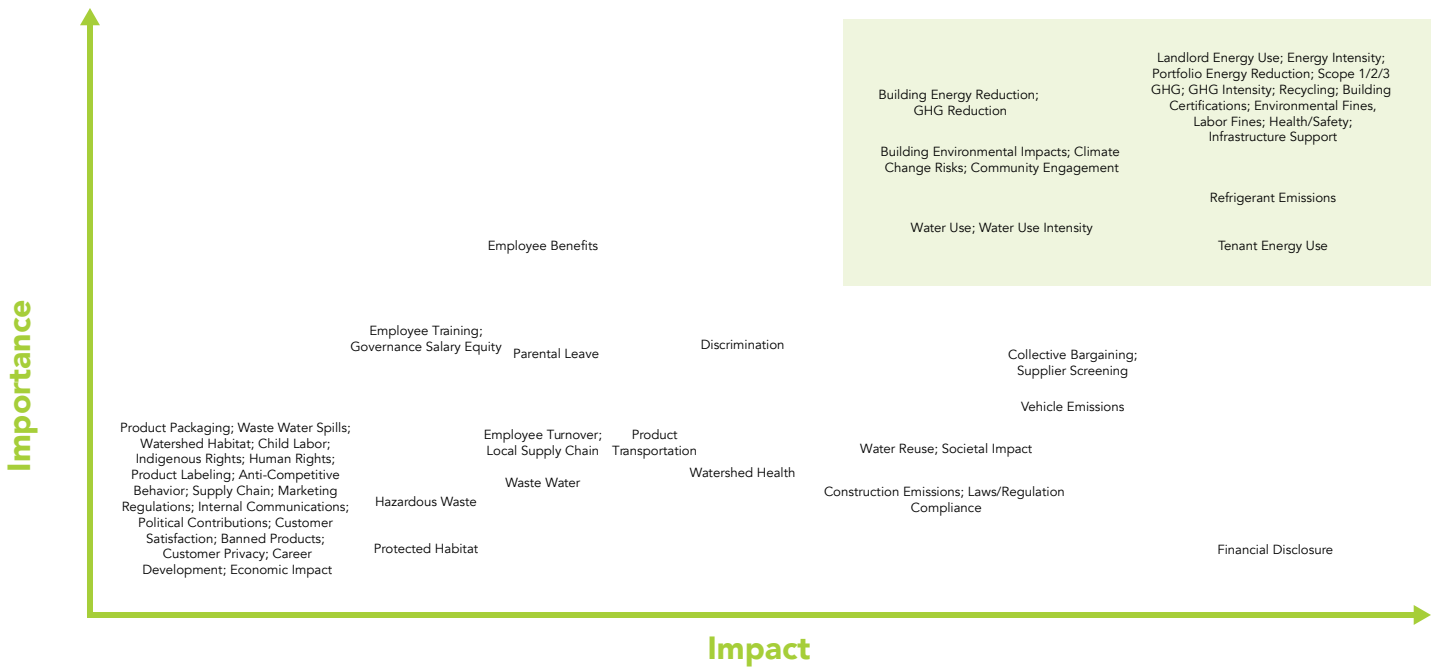 Importance
Building Energy Reduction;
GHG Reduction
Landlord Energy Use; Energy Intensity;
Portfolio Energy Reduction; Scope 1/2/3
GHG; GHG Intensity; Recycling; Building
Certifications; Environmental Fines,
Labor Fines; Health/Safety;
Infrastructure Support
Building Environmental Impacts; Climate
Change Risks; Community Engagement
Refrigerant Emissions
Water Use; Water Use Intensity
Tenant Energy Use
Employee Benefits
Employee Training;
Governance Salary Equity
Parental Leave
Discrimination
Collective Bargaining;
Supplier Screening
Vehicle Emissions
Product Packaging; Waste Water Spills;
Watershed Habitat; Child Labor;
Indigenous Rights; Human Rights;
Product Labeling; Anti-Competitive
Behavior; Supply Chain; Marketing
Regulations; Internal Communications;
Political Contributions; Customer
Satisfaction; Banned Products;
Customer Privacy; Career
Development; Economic Impact
Employee Turnover;
Local Supply Chain
Product
Transportation
Water Reuse; Societal Impact
Watershed Health
Waste Water
Hazardous Waste
Construction Emissions; Laws/Regulation
Compliance
Protected Habitat
Financial Disclosure
Impact